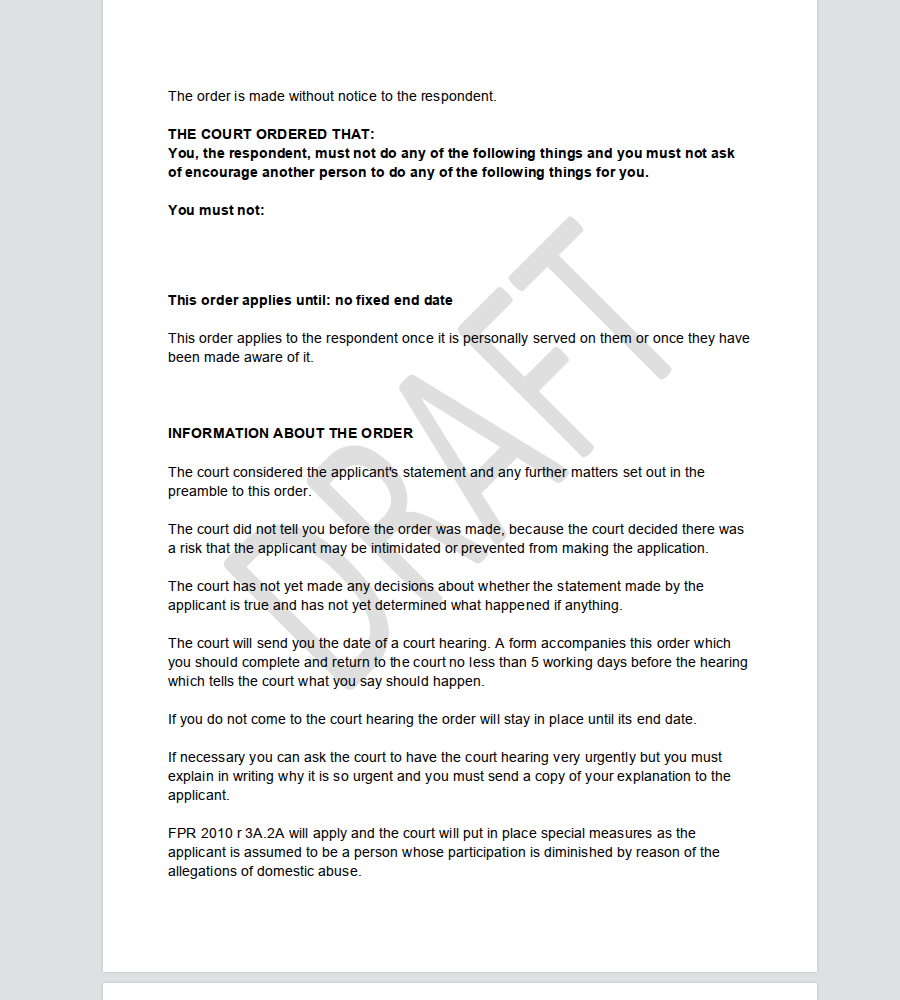 The order is made without notice to the respondent.
THE COURT ORDERED THAT:
You, the respondent, must not do any of the following things and you must not ask
of encourage another person to do any of the following things for you.
You must not:
This order applies until: no fixed end date
This order applies to the respondent once it is personally served on them or once they have
been made aware of it.
INFORMATION ABOUT THE ORDER
The court considered the applicant's statement and any further matters set out in the
preamble to this order.
The court did not tell you before the order was made, because the court decided there was
a risk that the applicant may be intimidated or prevented from making the application.
The court has not yet made any decisions about whether the statement made by the
applicant is true and has not yet determined what happened if anything.
The court will send you the date of a court hearing. A form accompanies this order which
you should complete and return to the court no less than 5 working days before the hearing
which tells the court what you say should happen.
If you do not come to the court hearing the order will stay in place until its end date.
If necessary you can ask the court to have the court hearing very urgently but you must
explain in writing why it is so urgent and you must send a copy of your explanation to the
applicant.
FPR 2010 r 3A.2A will apply and the court will put in place special measures as the
applicant is assumed to be a person whose participation is diminished by reason of the
allegations of domestic abuse.
DRAFT